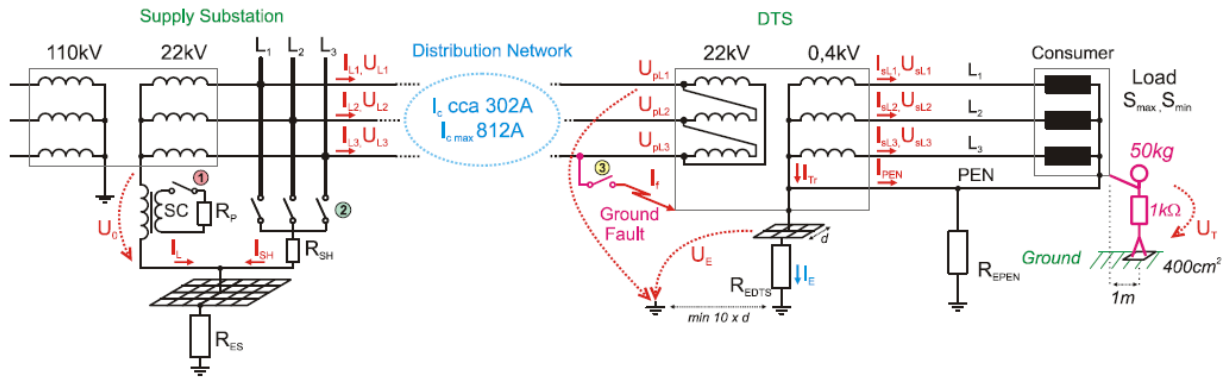 Supply Substation
DTS
110kV
22kV
L1
L2
L3
Distribution Network
22kV
0,4kV
Consumer
IL1, UL1
IL2, UL2
IL3, UL3
Ic cca 302A
Ic max 812A
UpL1
UpL2
UpL3
IsL1, UsL1
IsL2, UsL2
IsL3, UsL3
L1
L2
L3
Load
Smax, Smin
50kg
1
SC
RP
2
3
If
ITr
IPEN
PEN
1kΩ
U0
Ground
Fault
UT
IL
ISH
RSH
UE
d
REDTS
IE
REPEN
Ground
400cm2
1m
min 10 x d
RES